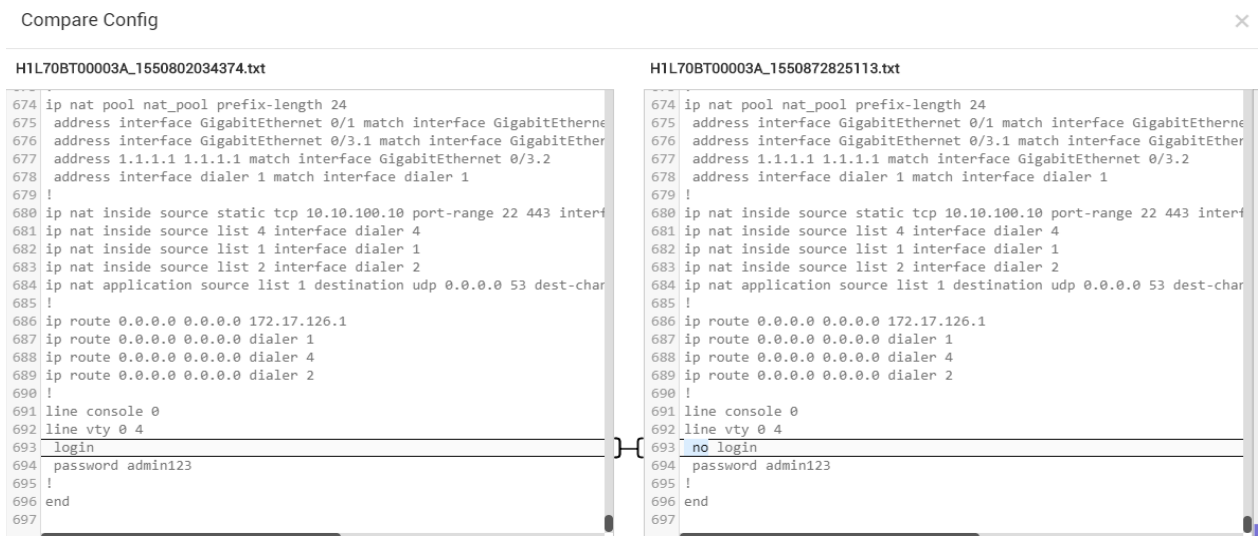 Compare Config
×
H1L70BT00003A_1550802034374.txt
674 ip nat pool nat_pool prefix-length 24
675 address interface GigabitEthernet 0/1 match interface GigabitEtherne
676 address interface GigabitEthernet 0/3.1 match interface GigabitEther
677 address 1.1.1.1 1.1.1.1 match interface GigabitEthernet 0/3.2
678 address interface dialer 1 match interface dialer 1
679 !
680 ip nat inside source static tcp 10.10.100.10 port-range 22 443 interf
681 ip nat inside source list 4 interface dialer 4
682 ip nat inside source list 1 interface dialer 1
683 ip nat inside source list 2 interface dialer 2
684 ip nat application source list 1 destination udp 0.0.0.0 53 dest-chan
685 !
686 ip route 0.0.0.0 0.0.0.0 172.17.126.1
687 ip route 0.0.0.0 0.0.0.0 dialer 1
688 ip route 0.0.0.0 0.0.0.0 dialer 4
689 ip route 0.0.0.0 0.0.0.0 dialer 2
690 !
691 line console 0
692 line vty 0 4
693 login
694 password admin123
695 !
696 end
697
H1L70BT00003A_1550872825113.txt
674 ip nat pool nat_pool prefix-length 24
675 address interface GigabitEthernet 0/1 match interface GigabitEtherne
676 address interface GigabitEthernet 0/3.1 match interface GigabitEther
677 address 1.1.1.1 1.1.1.1 match interface GigabitEthernet 0/3.2
678 address interface dialer 1 match interface dialer 1
679 !
680 ip nat inside source static tcp 10.10.100.10 port-range 22 443 interf
681 ip nat inside source list 4 interface dialer 4
682 ip nat inside source list 1 interface dialer 1
683 ip nat inside source list 2 interface dialer 2
684 ip nat application source list 1 destination udp 0.0.0.0 53 dest-chan
685 !
686 ip route 0.0.0.0 0.0.0.0 172.17.126.1
687 ip route 0.0.0.0 0.0.0.0 dialer 1
688 ip route 0.0.0.0 0.0.0.0 dialer 4
689 ip route 0.0.0.0 0.0.0.0 dialer 2
690 !
691 line console 0
692 line vty 0 4
693 no login
694 password admin123
695 !
696 end
697